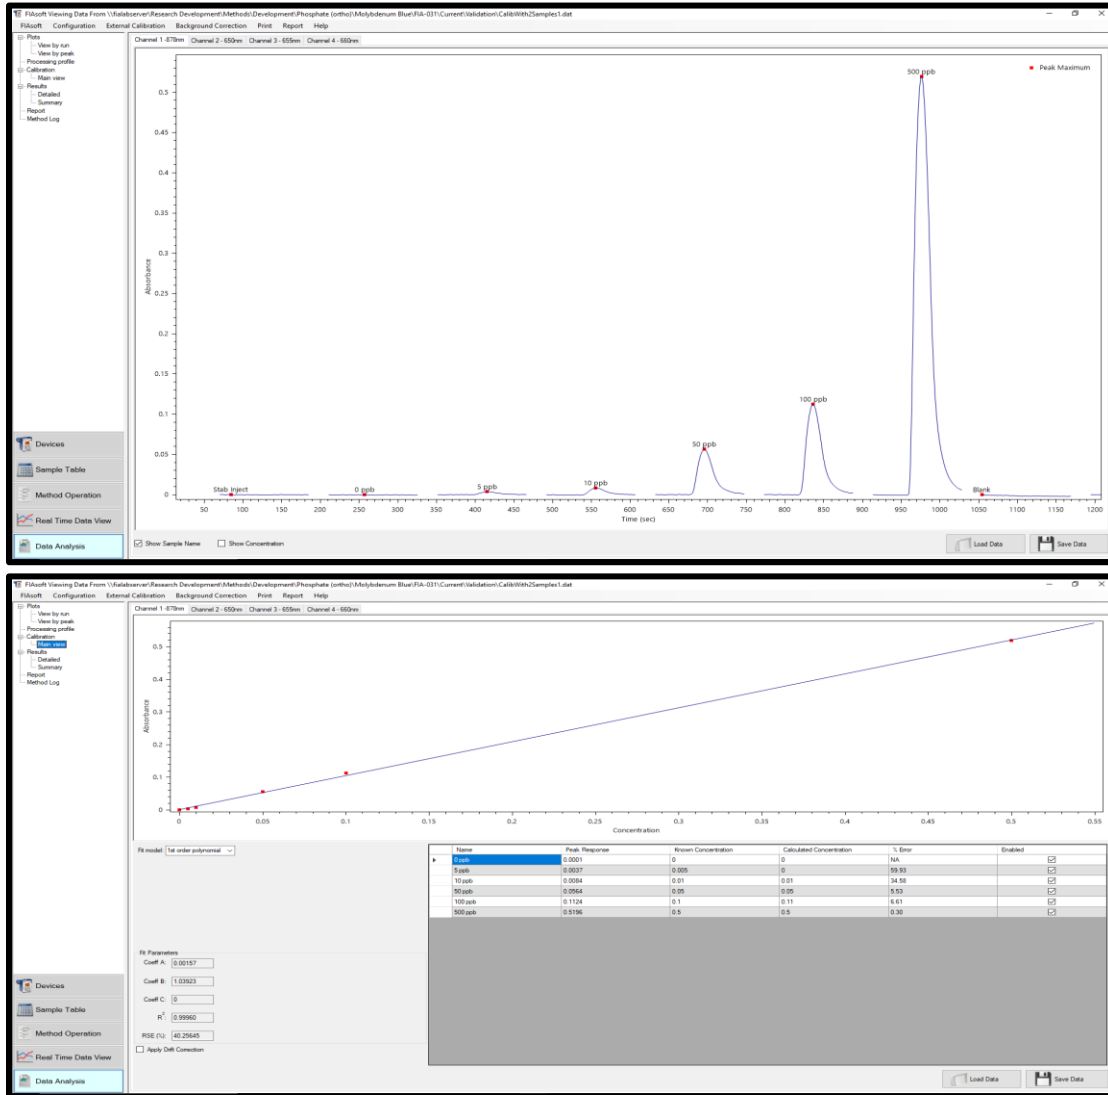 FIAsoft Viewing Data From \\fialabserver\Research Development\Methods\Development\Phosphate (ortho)\Molybdenum Blue\FIA-031\Current\Validation\CalibWith2Samples1.dat
FIAsoft Configuration External Calibration Background Correction Print Report Help
Plots
View by run
View by peak
Processing profile
Calibration
Main view
Results
Detailed
Summary
Report
Method Log
Devices
Sample Table
Method Operation
Real Time Data View
Data Analysis
Channel 1 -878nm Channel 2 - 650nm Channel 3 - 655nm Channel 4 - 660nm
Peak Maximum
500 ppb
100 ppb
50 ppb
10 ppb
5 ppb
0 ppb
Stab Inject
Blank
Absorbance
0.5
0.45
0.4
0.35
0.3
0.25
0.2
0.15
0.1
0.05
0
50 100 150 200 250 300 350 400 450 500 550 600 650 700 750 800 850 900 950 1000 1050 1100 1150 1200
Time (sec)
Show Sample Name Show Concentration
Load Data Save Data
FIAsoft Viewing Data From \\fialabserver\Research Development\Methods\Development\Phosphate (ortho)\Molybdenum Blue\FIA-031\Current\Validation\CalibWith2Samples1.dat
FIAsoft Configuration External Calibration Background Correction Print Report Help
Plots
View by run
View by peak
Processing profile
Calibration
Main view
Results
Detailed
Summary
Report
Method Log
Devices
Sample Table
Method Operation
Real Time Data View
Data Analysis
Channel 1 -878nm Channel 2 - 650nm Channel 3 - 655nm Channel 4 - 660nm
Absorbance
0.5
0.4
0.3
0.2
0.1
0
0 0.05 0.1 0.15 0.2 0.25 0.3 0.35 0.4 0.45 0.5 0.55
Concentration
Fit model: 1st order polynomial
Name Peak Response Known Concentration Calculated Concentration % Error Enabled
0 ppb 0.0001 0 0 NA
5 ppb 0.0037 0.005 0 59.93
10 ppb 0.0084 0.01 0.01 34.58
50 ppb 0.0564 0.05 0.05 5.53
100 ppb 0.1124 0.1 0.11 6.61
500 ppb 0.5196 0.5 0.5 0.30
Fit Parameters
Coeff A: 0.00157
Coeff B: 1.03923
Coeff C: 0
R²: 0.99960
RSE (%): 40.25645
Apply Drift Correction
Load Data Save Data